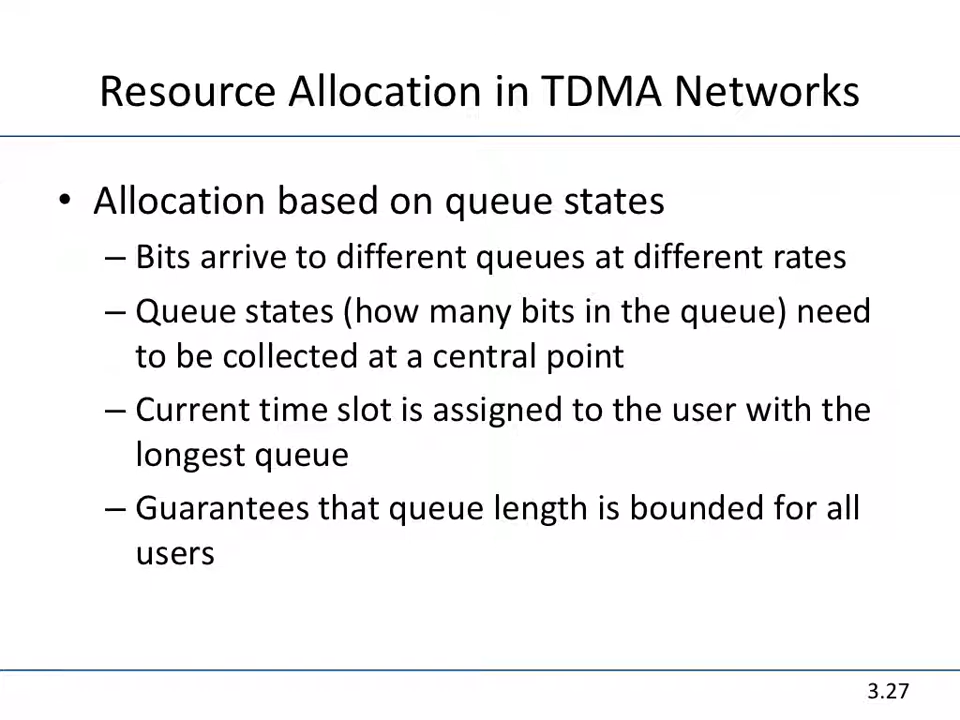 Resource Allocation in TDMA Networks
• Allocation based on queue states
– Bits arrive to different queues at different rates
– Queue states (how many bits in the queue) need
to be collected at a central point
– Current time slot is assigned to the user with the
longest queue
– Guarantees that queue length is bounded for all
users
3.27